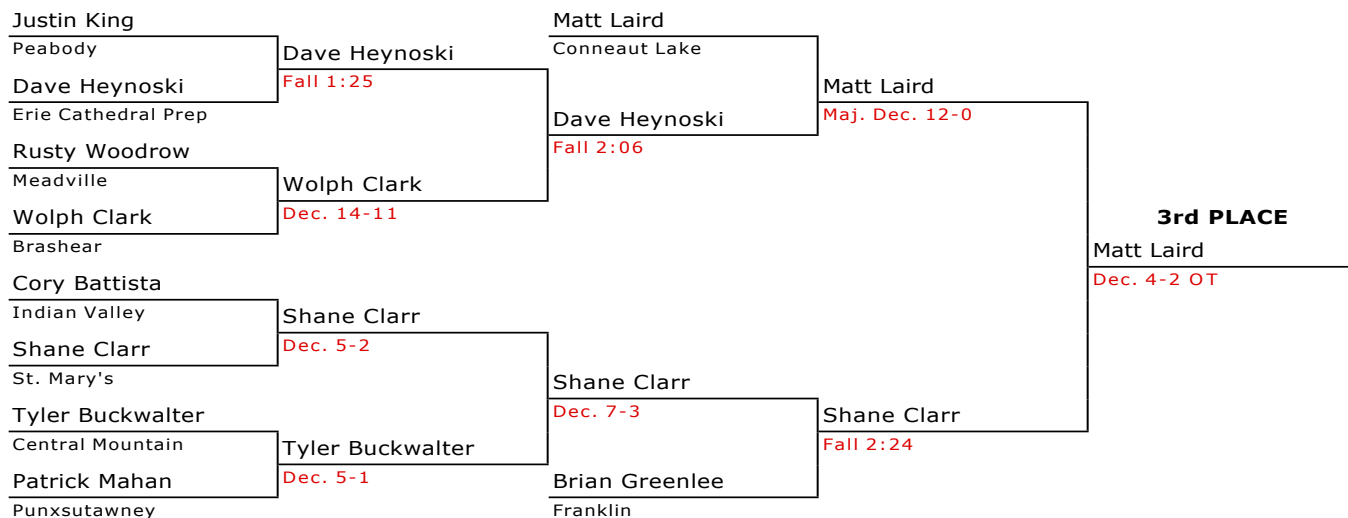 Justin King
Peabody
Dave Heynoski
Erie Cathedral Prep
Rusty Woodrow
Meadville
Wolph Clark
Brashear
Cory Battista
Indian Valley
Shane Clarr
St. Mary's
Tyler Buckwalter
Central Mountain
Patrick Mahan
Punxsutawney
Dave Heynoski
Fall 1:25
Wolph Clark
Dec. 14-11
Shane Clarr
Dec. 5-2
Tyler Buckwalter
Dec. 5-1
Matt Laird
Conneaut Lake
Dave Heynoski
Fall 2:06
Shane Clarr
Dec. 7-3
Brian Greenlee
Franklin
Matt Laird
Maj. Dec. 12-0
Shane Clarr
Fall 2:24
3rd PLACE
Matt Laird
Dec. 4-2 OT